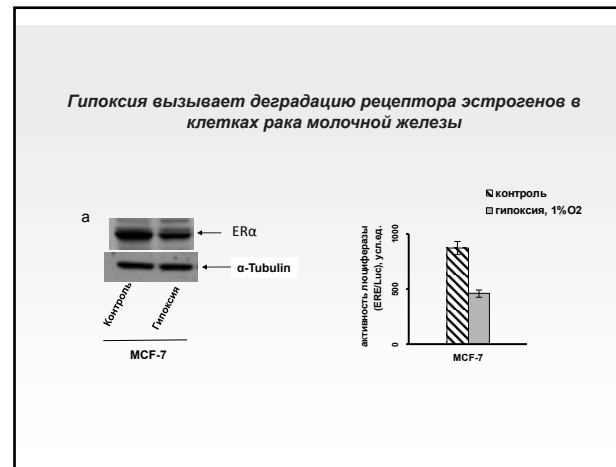 Гипоксия вызывает деградацию рецептора эстрогенов в
клетках рака молочной железы
а
ERα
α-Tubulin
Контроль
Гипоксия
MCF-7
контроль
гипоксия, 1%O2
активность люциферазы
(ERE/Luc), усл.ед.
1000
500
0
MCF-7